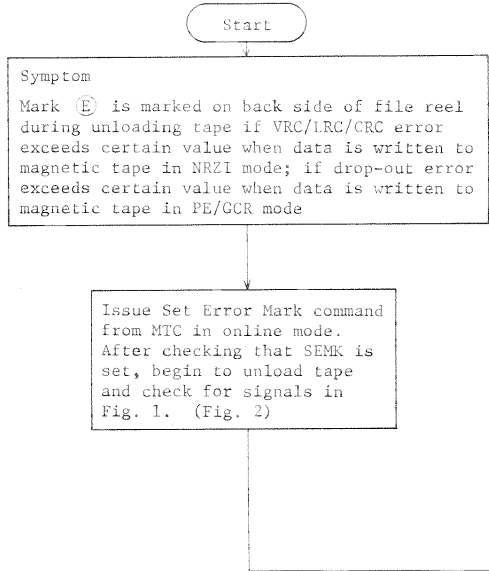 Start
Symptom
Mark Ⓔ is marked on back side of file reel
during unloading tape if VRC/LRC/CRC error
exceeds certain value when data is written to
magnetic tape in NRZI mode; if drop-out error
exceeds certain value when data is written to
magnetic tape in PE/GCR mode
Issue Set Error Mark command
from MTC in online mode.
After checking that SEMK is
set, begin to unload tape
and check for signals in
Fig. 1. (Fig. 2)